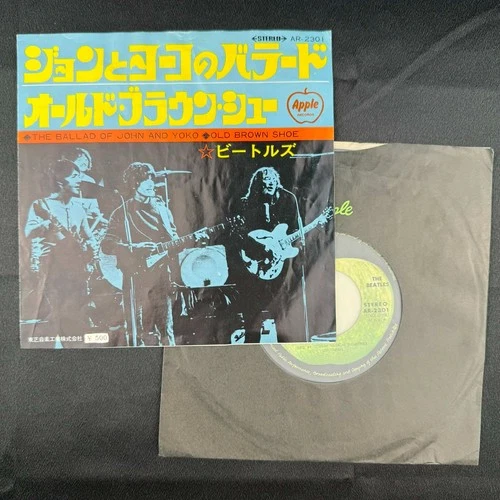 STEREO AR-2301
ジョンとヨーコのバラード
オールド・ブラウン・シュー
Apple
THE BALLAD OF JOHN AND YOKO OLD BROWN SHOE
☆ビートルズ
東芝音楽工業株式会社 ¥500
ple
THE
BEATLES
STEREO
AR-2301